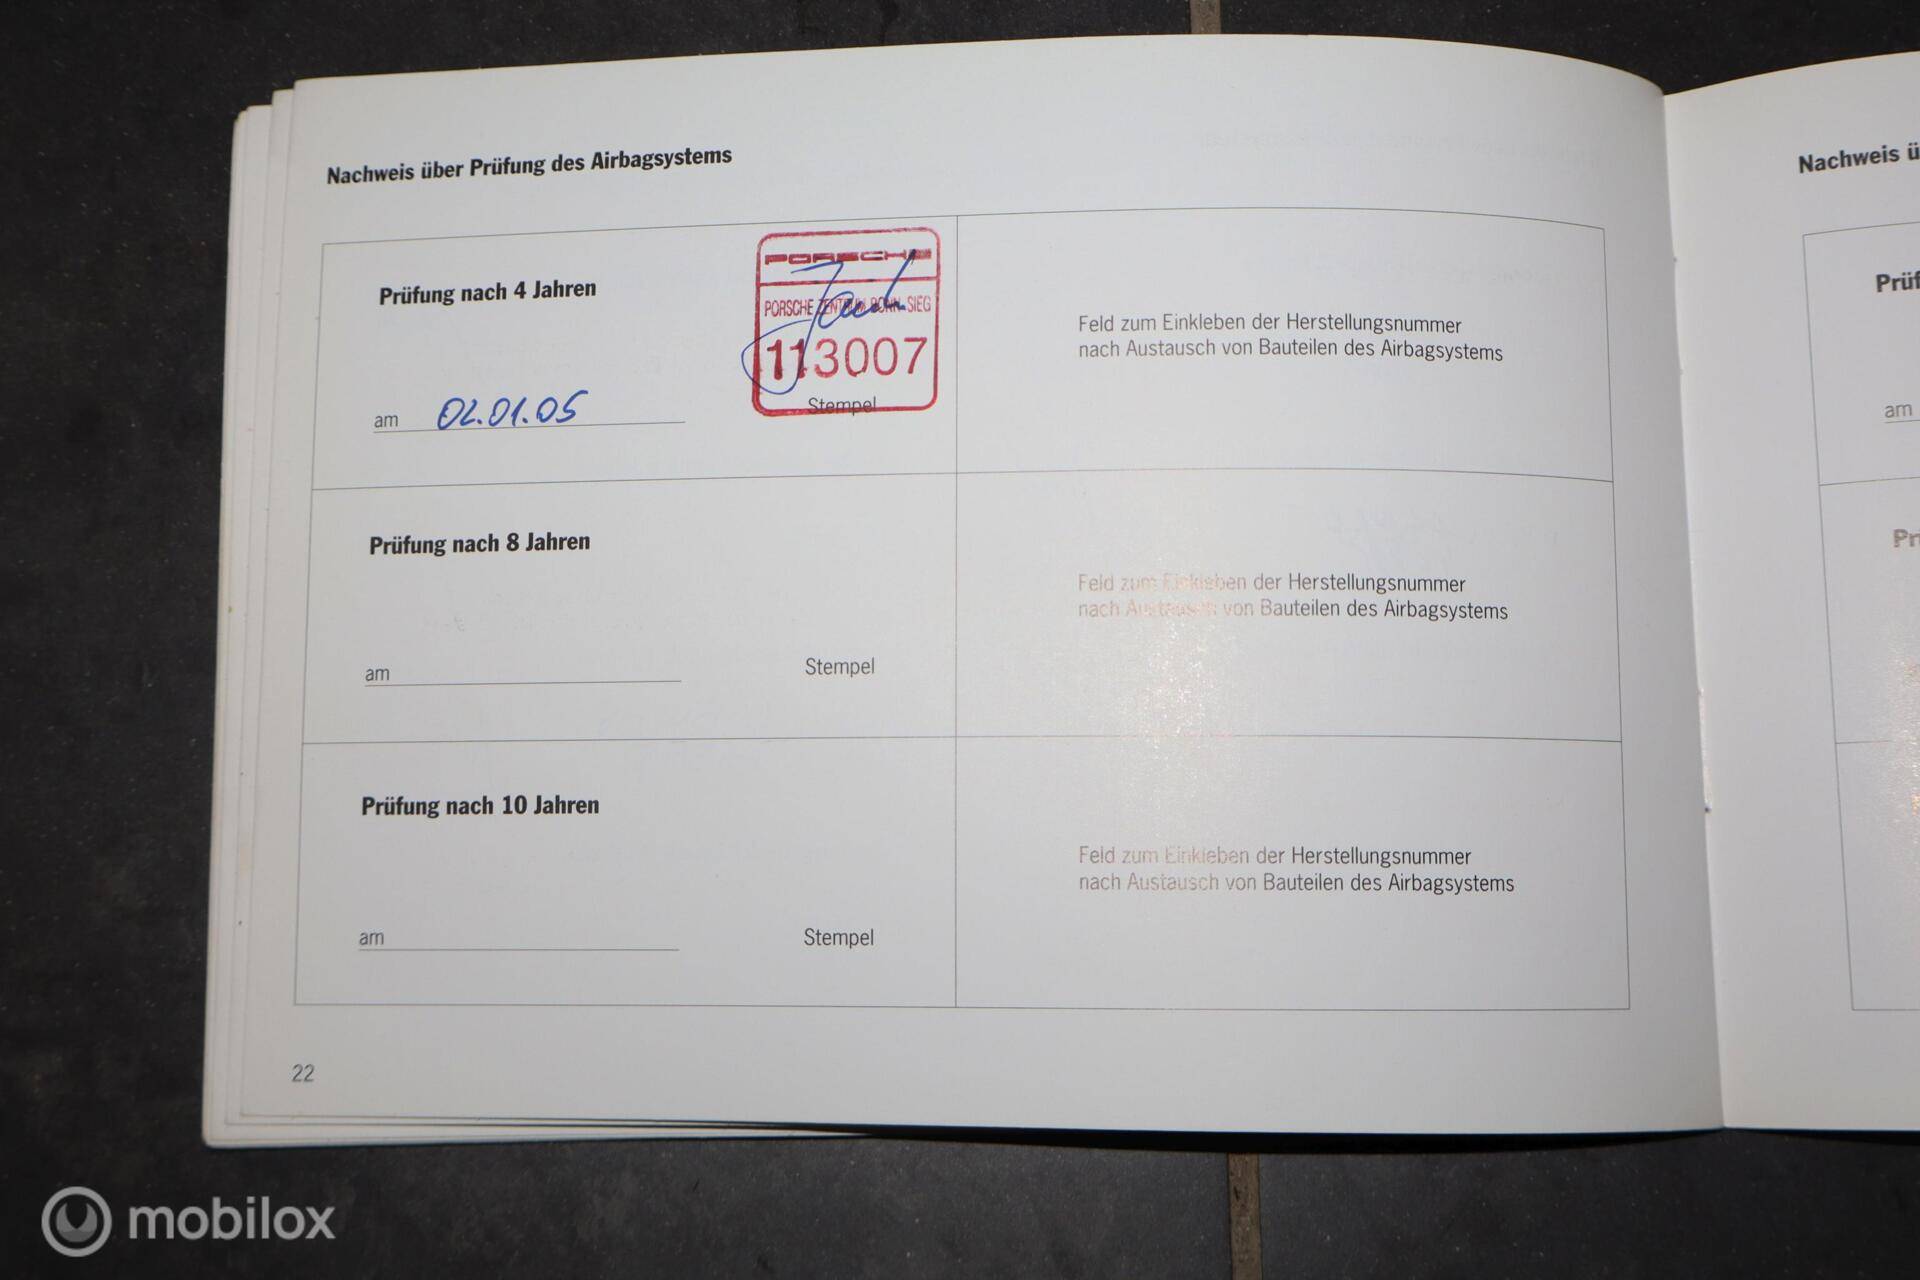 Nachweis über Prüfung des Airbagsystems
Prüfung nach 4 Jahren
am 02.01.05
PORSCHE
PORSCHE ZENTRUM BONN-SIEG
113007
Stempel
Feld zum Einkleben der Herstellungsnummer
nach Austausch von Bauteilen des Airbagsystems
Prüfung nach 8 Jahren
am
Stempel
Feld zum Einkleben der Herstellungsnummer
nach Austausch von Bauteilen des Airbagsystems
Prüfung nach 10 Jahren
am
Stempel
Feld zum Einkleben der Herstellungsnummer
nach Austausch von Bauteilen des Airbagsystems
22
Nachweis ü
Prüf
am
Pr
mobilox